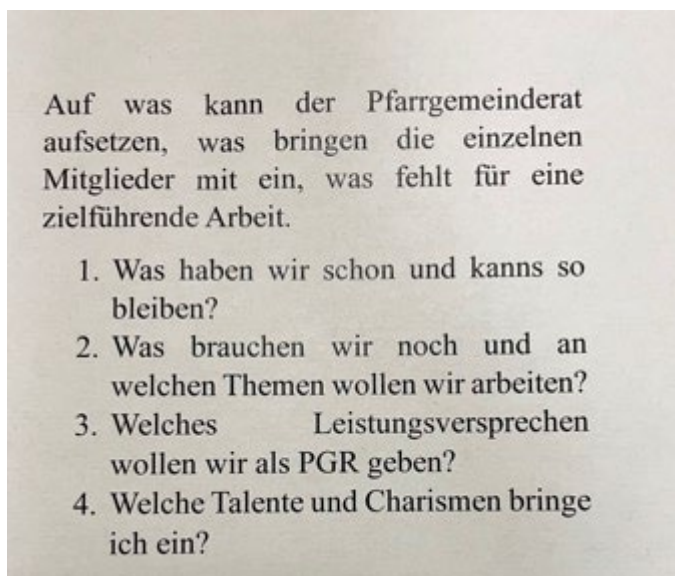 Auf was kann der Pfarrgemeinderat
aufsetzen, was bringen die einzelnen
Mitglieder mit ein, was fehlt für eine
zielführende Arbeit.
1. Was haben wir schon und kanns so
bleiben?
2. Was brauchen wir noch und an
welchen Themen wollen wir arbeiten?
3. Welches Leistungsversprechen
wollen wir als PGR geben?
4. Welche Talente und Charismen bringe
ich ein?